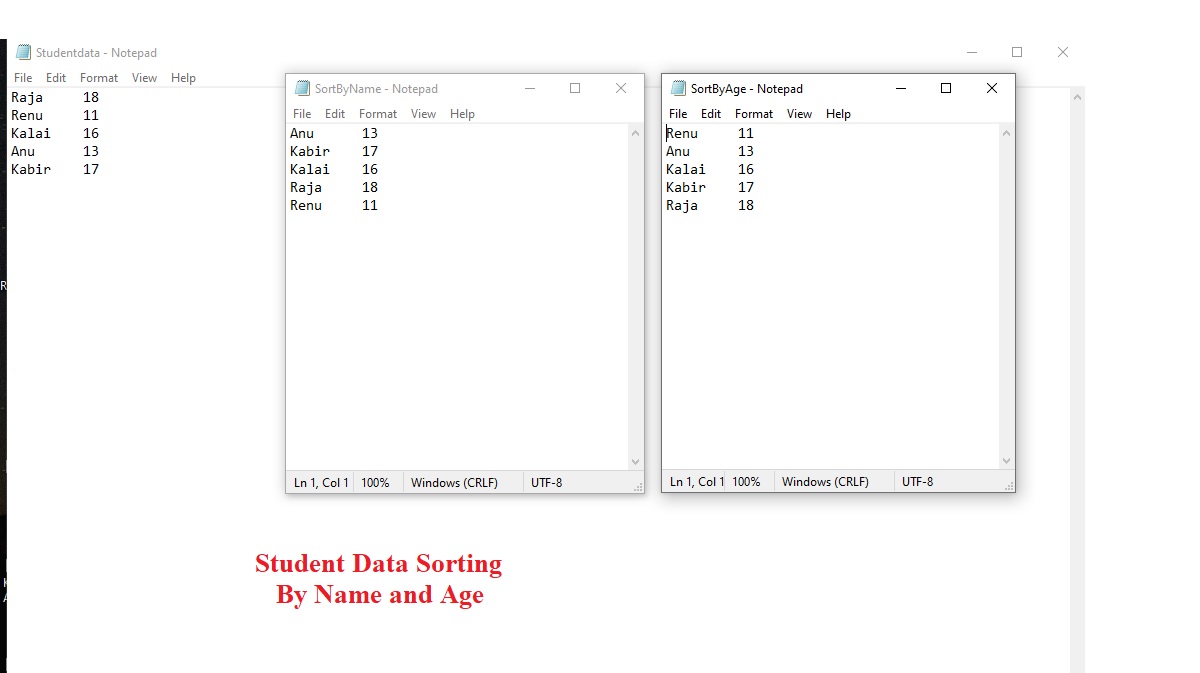 Studentdata - Notepad
File Edit Format View Help
Raja 18
Renu 11
Kalai 16
Anu 13
Kabir 17
SortByName - Notepad
File Edit Format View Help
Anu 13
Kabir 17
Kalai 16
Raja 18
Renu 11
Ln 1, Col 1 100% Windows (CRLF) UTF-8
SortByAge - Notepad
File Edit Format View Help
Renu 11
Anu 13
Kalai 16
Kabir 17
Raja 18
Ln 1, Col 1 100% Windows (CRLF) UTF-8
Student Data Sorting
By Name and Age